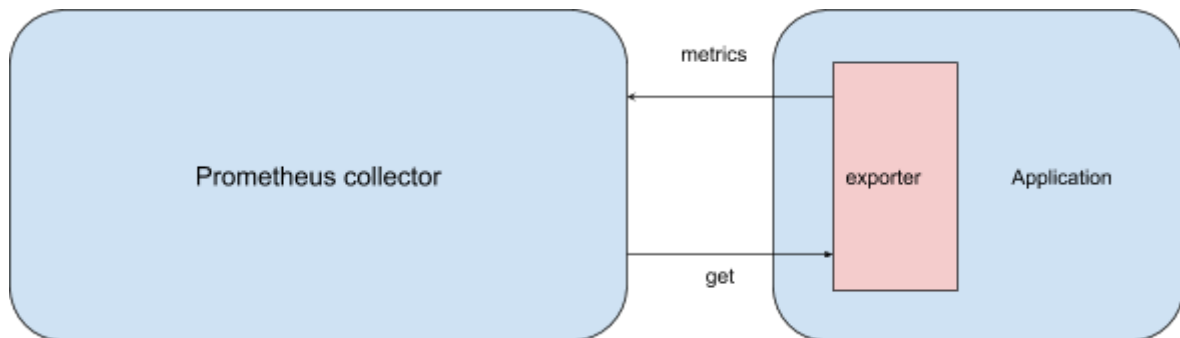 metrics
Prometheus collector
exporter
Application
get